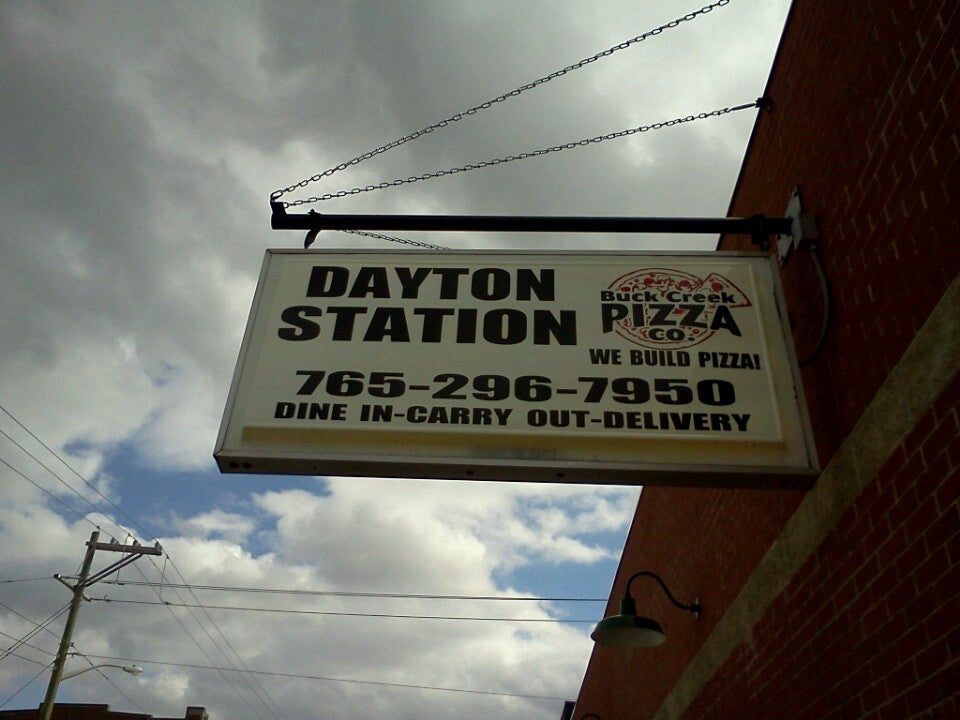 DAYTON
STATION
Buck Creek
PIZZA
CO.
WE BUILD PIZZA!
765-296-7950
DINE IN-CARRY OUT-DELIVERY